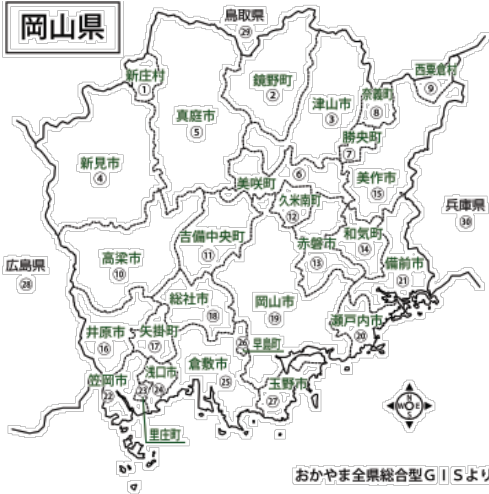 岡山県
鳥取県
㉙
新庄村
①
鏡野町
②
津山市
③
奈義町
⑧
西粟倉村
⑨
真庭市
⑤
勝央町
⑦
新見市
④
美咲町
⑥
美作市
⑮
久米南町
⑫
兵庫県
㉚
吉備中央町
⑪
赤磐市
⑬
和気町
⑭
広島県
㉘
高梁市
⑩
備前市
㉑
総社市
⑱
岡山市
⑲
瀬戸内市
⑳
井原市
⑯
矢掛町
⑰
早島町
㉖
笠岡市
㉒
浅口市
㉓
㉔
倉敷市
㉕
玉野市
㉗
里庄町
N
W
E
S
おかやま全県総合型GISより